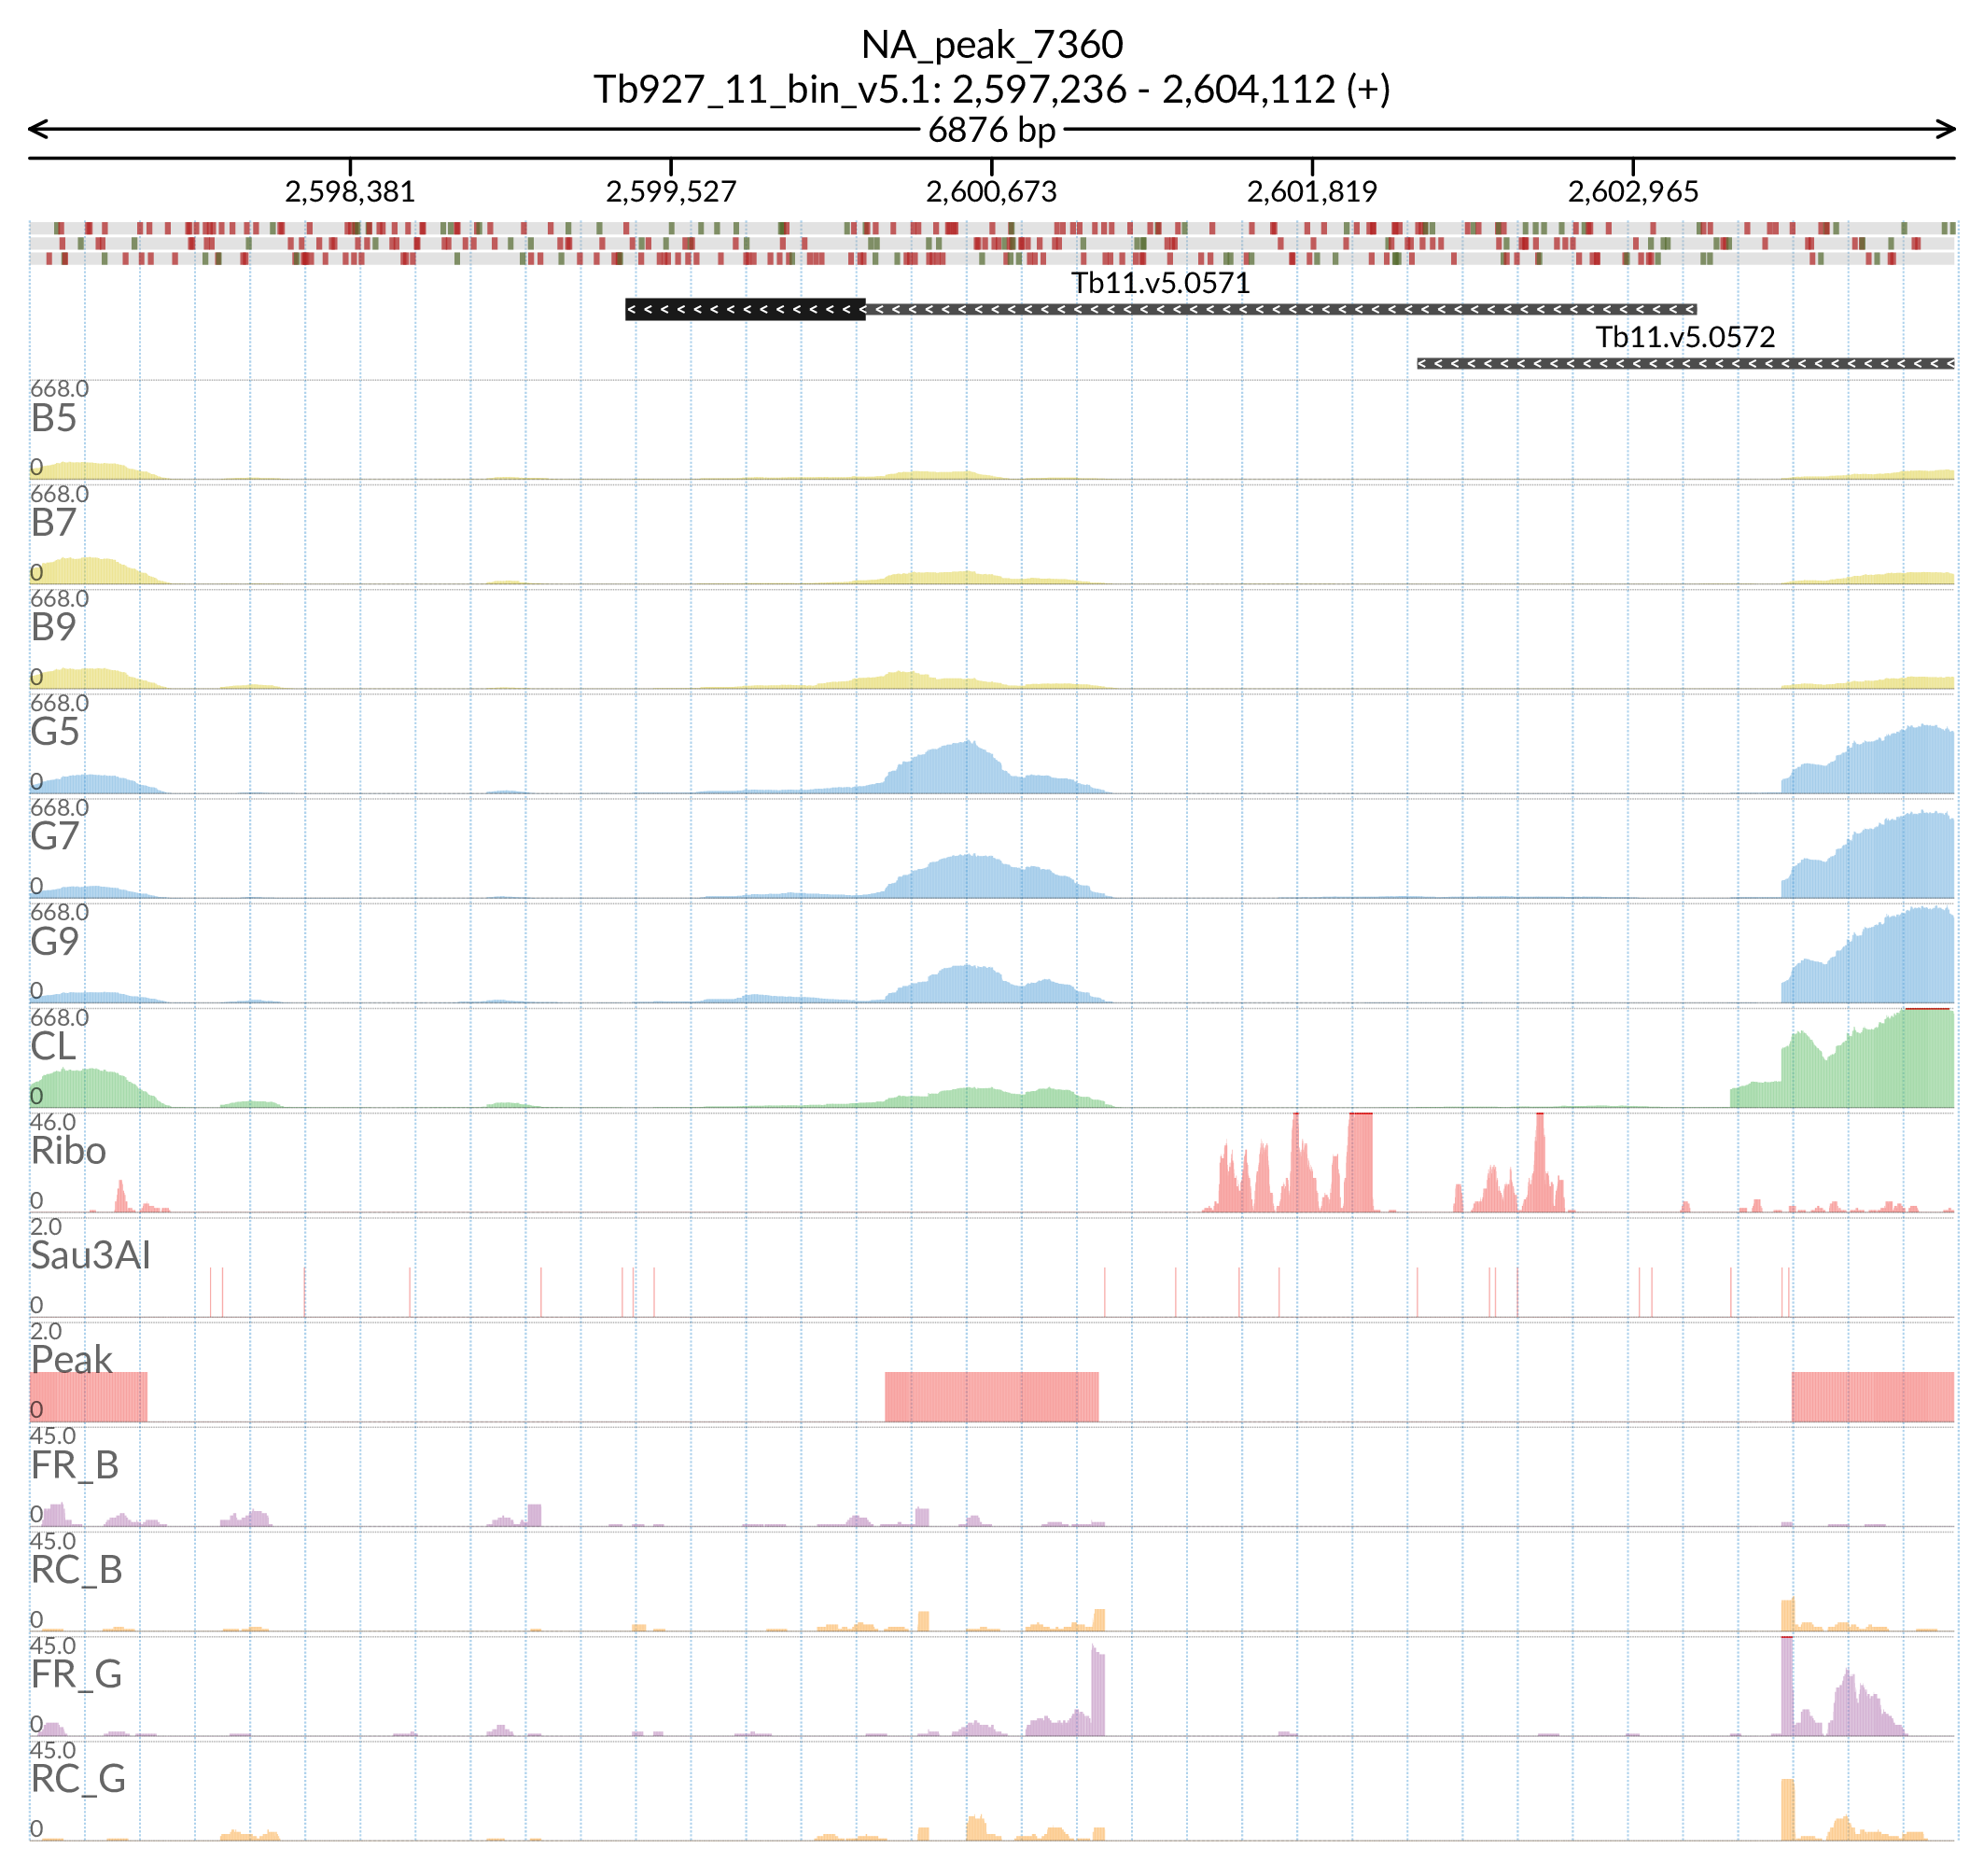 NA_peak_7360
Tb927_11_bin_v5.1: 2,597,236 - 2,604,112 (+)
6876 bp
2,598,381 2,599,527 2,600,673 2,601,819 2,602,965
Tb11.v5.0571
Tb11.v5.0572
668.0
B5
0
668.0
B7
0
668.0
B9
0
668.0
G5
0
668.0
G7
0
668.0
G9
0
668.0
CL
0
46.0
Ribo
0
2.0
Sau3AI
0
2.0
Peak
0
45.0
FR_B
0
45.0
RC_B
0
45.0
FR_G
0
45.0
RC_G
0